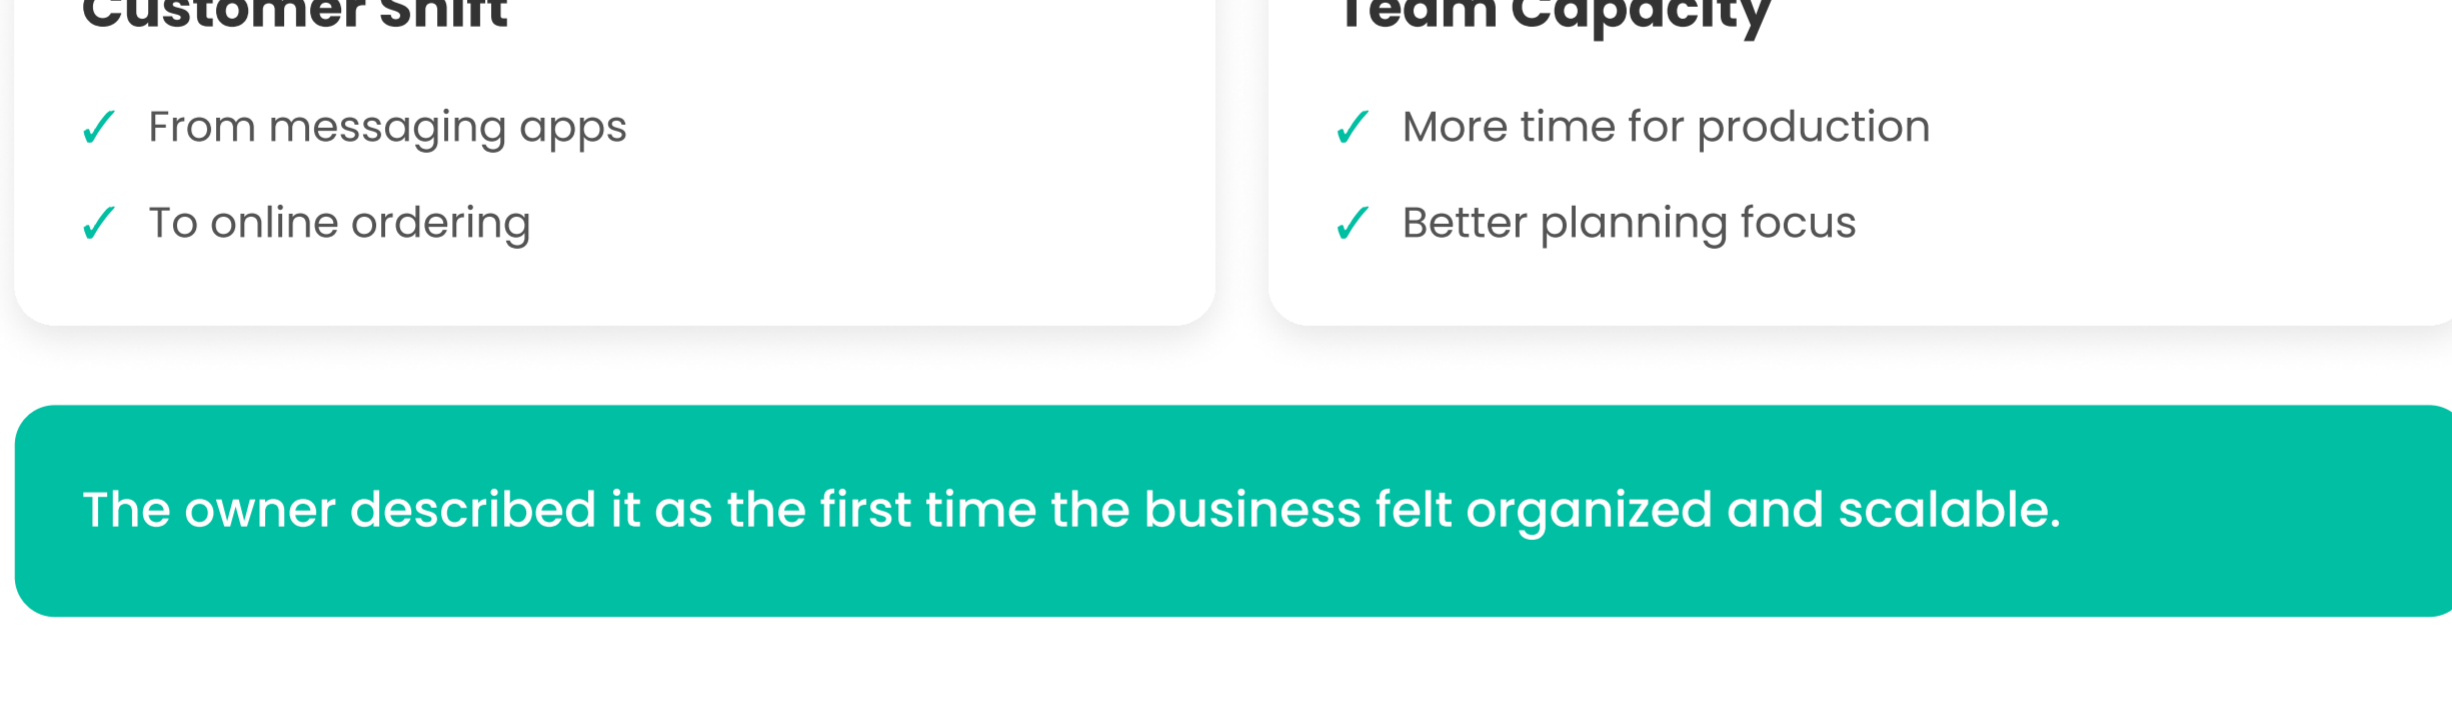 Customer Shift
From messaging apps
To online ordering
Team Capacity
More time for production
Better planning focus
The owner described it as the first time the business felt organized and scalable.